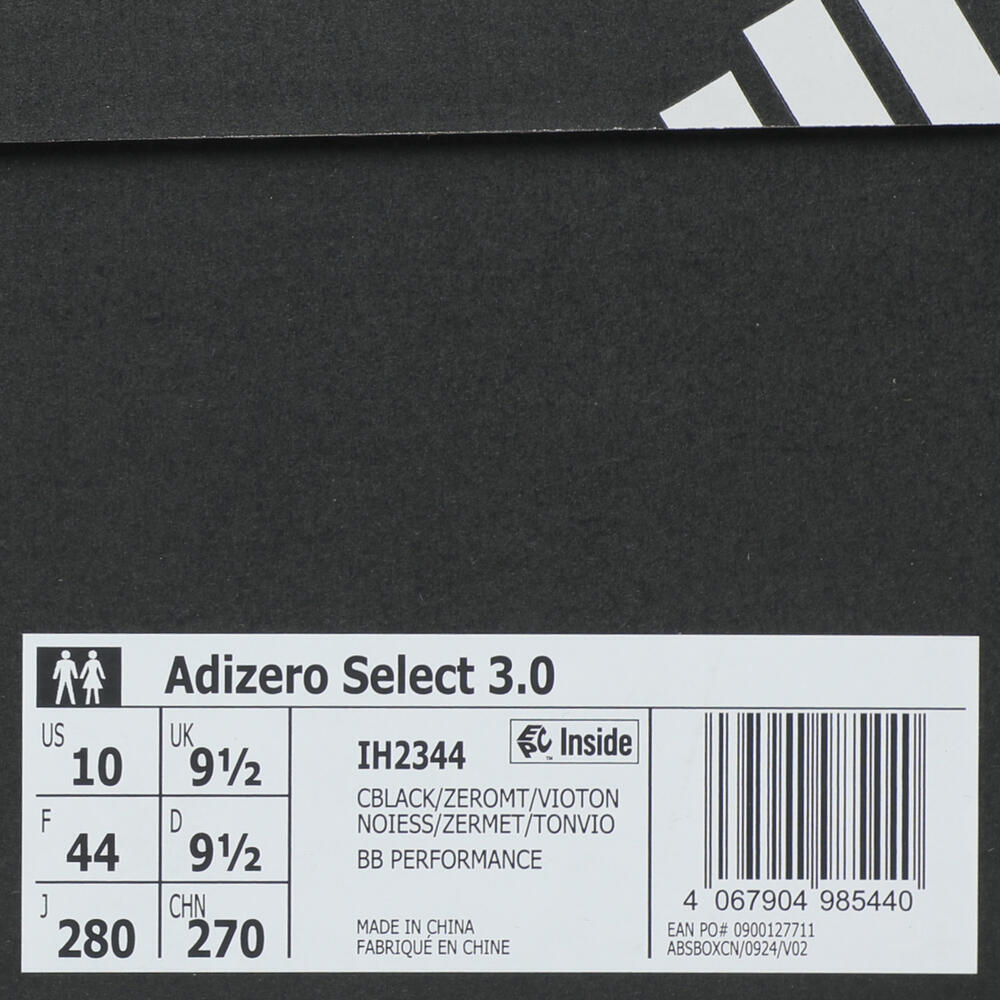 Adizero Select 3.0
US 10 UK 9½
F 44 D 9½
J 280 CHN 270
IH2344 Inside™
CBLACK/ZEROMT/VIOTON
NOIESS/ZERMET/TONVIO
BB PERFORMANCE
MADE IN CHINA
FABRIQUÉ EN CHINE
4 067904 985440
EAN PO# 0900127711
ABSBOXCN/0924/V02